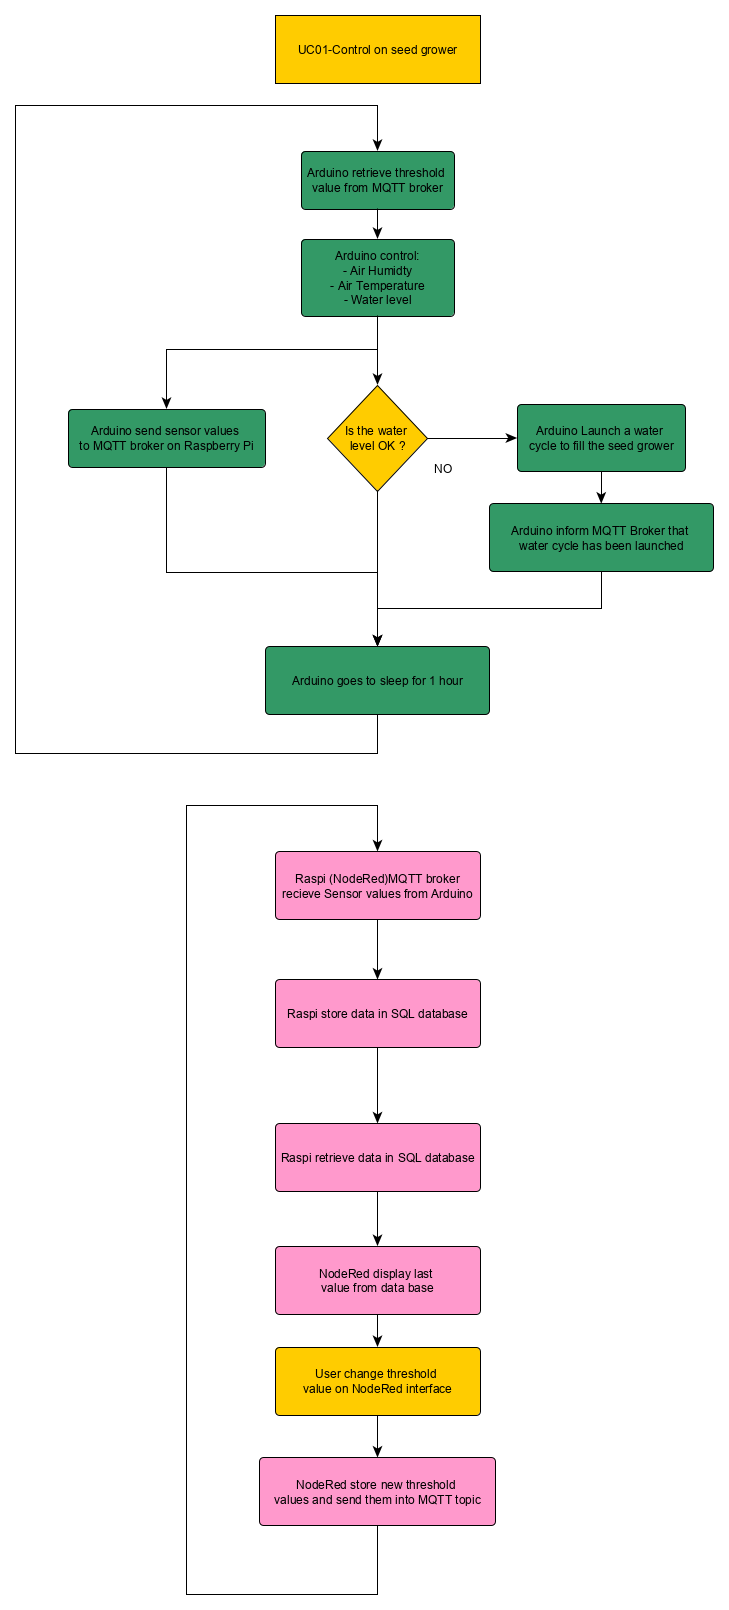 UC01-Control on seed grower
Arduino retrieve threshold
value from MQTT broker
Arduino control:
- Air Humidty
- Air Temperature
- Water level
Arduino send sensor values
to MQTT broker on Raspberry Pi
Is the water
level OK ?
NO
Arduino Launch a water
cycle to fill the seed grower
Arduino inform MQTT Broker that
water cycle has been launched
Arduino goes to sleep for 1 hour
Raspi (NodeRed)MQTT broker
recieve Sensor values from Arduino
Raspi store data in SQL database
Raspi retrieve data in SQL database
NodeRed display last
value from data base
User change threshold
value on NodeRed interface
NodeRed store new threshold
values and send them into MQTT topic